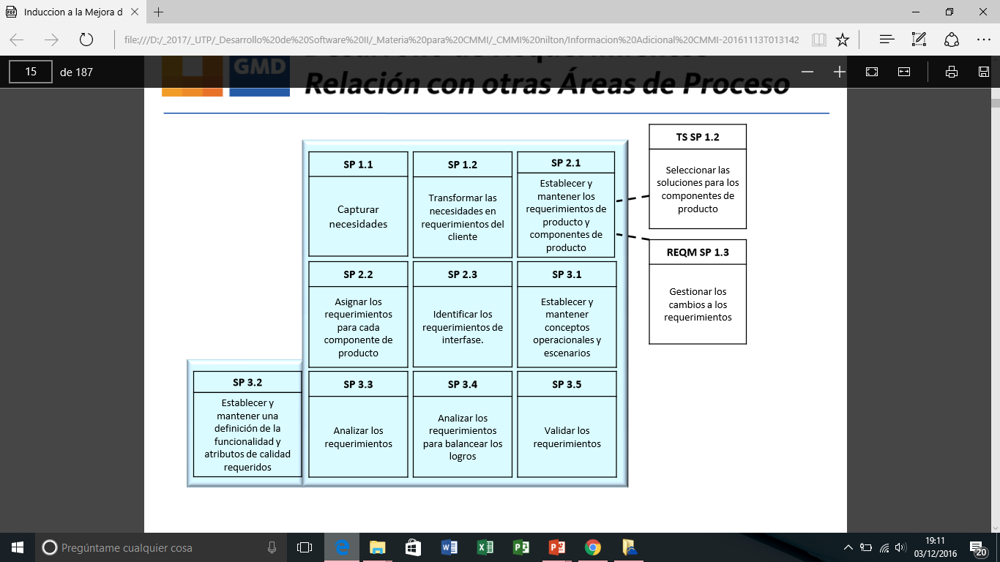 Induccion a la Mejora d
file:///D:/_2017/_UTP/_Desarrollo%20de%20Software%20II/_Materia%20para%20CMMI/_CMMI%20nilton/Informacion%20Adicional%20CMMI-20161113T013142
15 de 187
GMD
Relación con otras Áreas de Proceso
SP 1.1
Capturar
necesidades
SP 1.2
Transformar las
necesidades en
requerimientos del
cliente
SP 2.1
Establecer y
mantener los
requerimientos de
producto y
componentes de
producto
TS SP 1.2
Seleccionar las
soluciones para los
componentes de
producto
REQM SP 1.3
Gestionar los
cambios a los
requerimientos
SP 2.2
Asignar los
requerimientos
para cada
componente de
producto
SP 2.3
Identificar los
requerimientos de
interfase.
SP 3.1
Establecer y
mantener
conceptos
operacionales y
escenarios
SP 3.2
Establecer y
mantener una
definición de la
funcionalidad y
atributos de calidad
requeridos
SP 3.3
Analizar los
requerimientos
SP 3.4
Analizar los
requerimientos
para balancear los
logros
SP 3.5
Validar los
requerimientos
Pregúntame cualquier cosa
19:11
03/12/2016
20